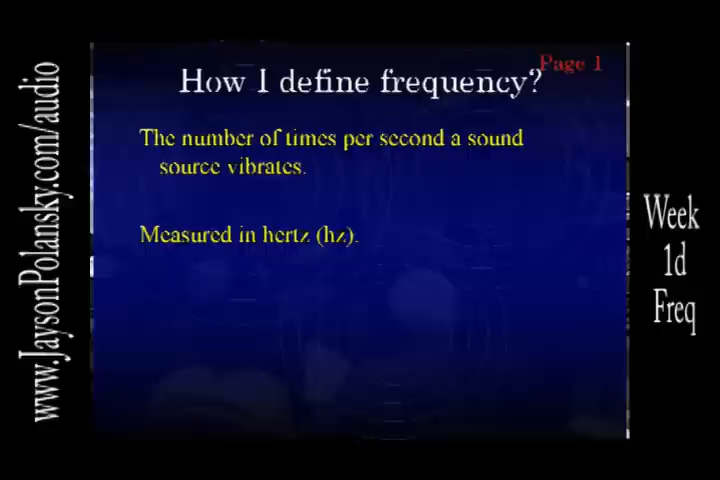 www.JaysonPolansky.com/audio
Page 1
How I define frequency?
The number of times per second a sound
source vibrates.
Measured in hertz (hz).
Week
1d
Freq